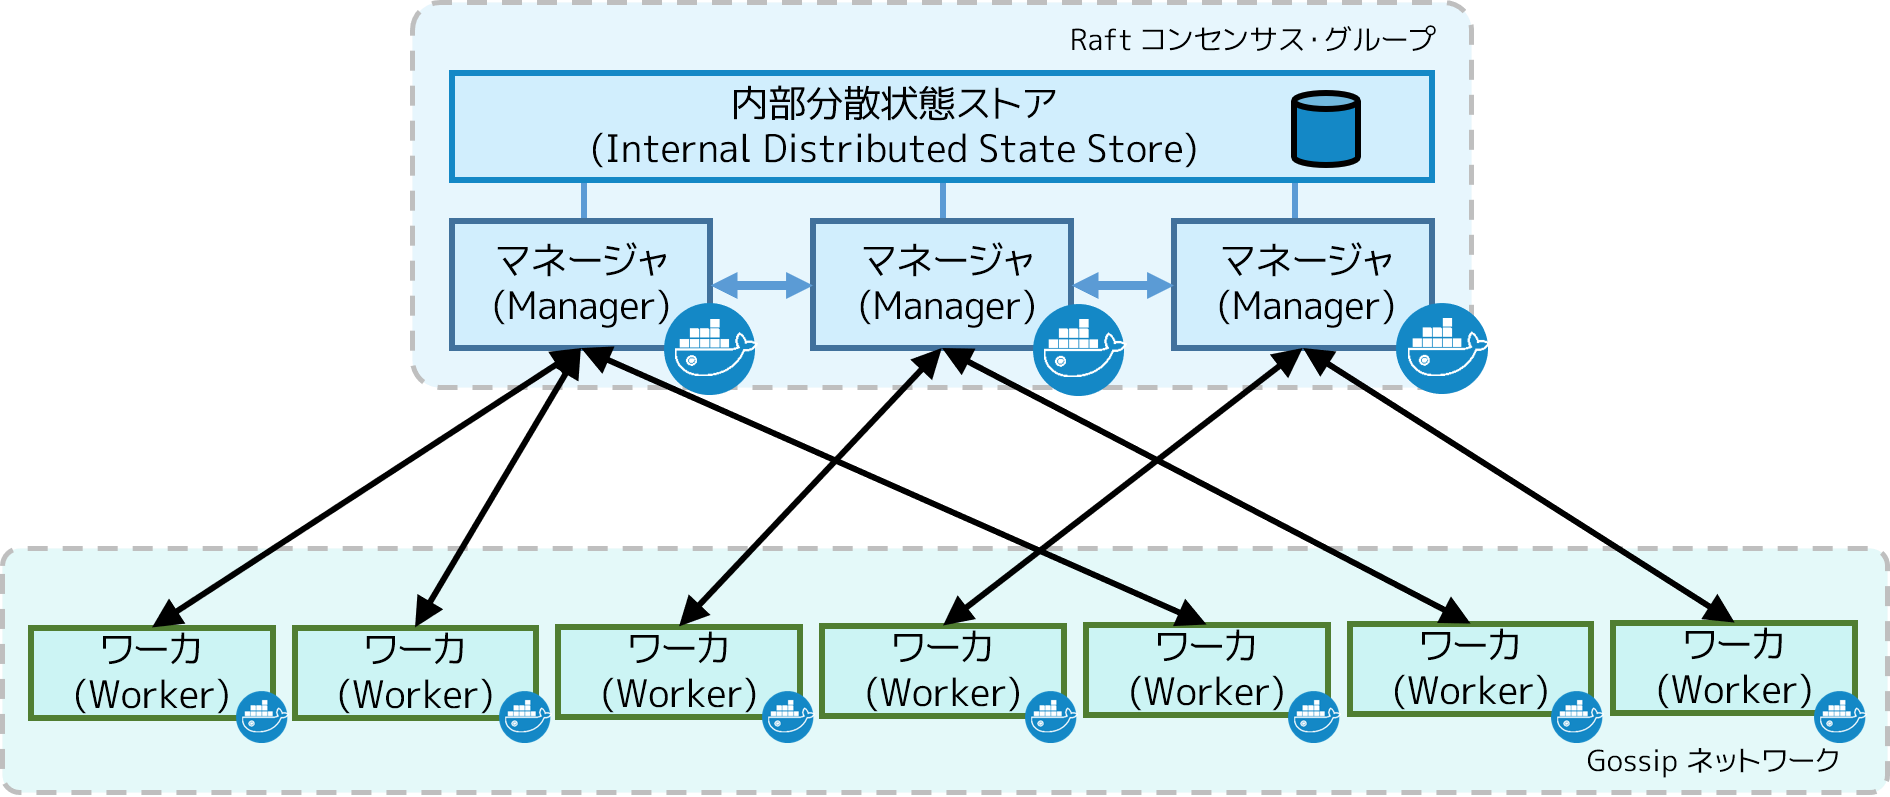 Raft コンセンサス・グループ
内部分散状態ストア
(Internal Distributed State Store)
マネージャ
(Manager)
マネージャ
(Manager)
マネージャ
(Manager)
ワーカ
(Worker)
ワーカ
(Worker)
ワーカ
(Worker)
ワーカ
(Worker)
ワーカ
(Worker)
ワーカ
(Worker)
ワーカ
(Worker)
Gossip ネットワーク